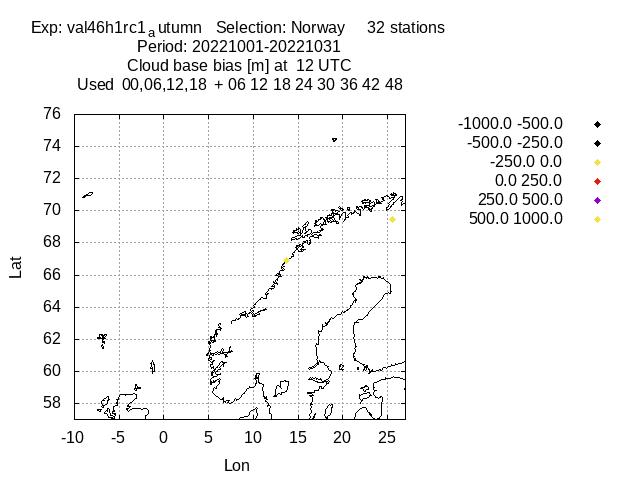 Exp: val46h1rc1_autumn   Selection: Norway     32 stations
Period: 20221001-20221031
Cloud base bias [m] at  12 UTC
Used  00,06,12,18  + 06 12 18 24 30 36 42 48
-1000.0 -500.0
-500.0 -250.0
-250.0 0.0
0.0 250.0
250.0 500.0
500.0 1000.0
76
74
72
70
68
66
64
62
60
58
Lat
-10 -5 0 5 10 15 20 25
Lon